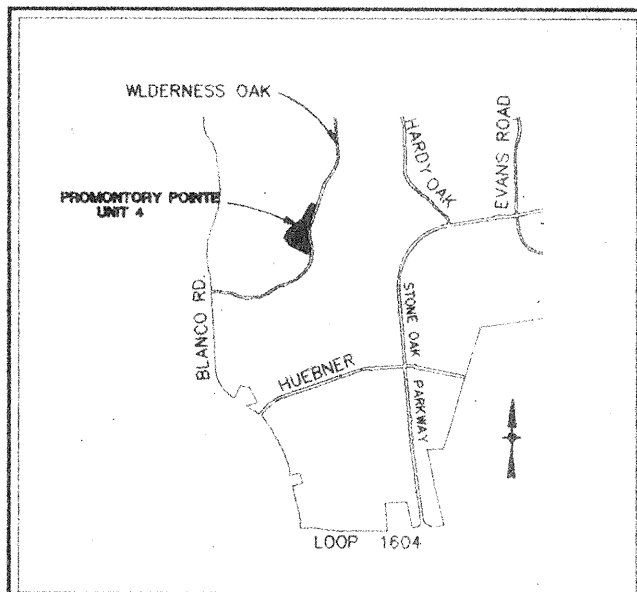 WLDERNESS OAK
HARDY OAK
EVANS ROAD
PROMONTORY POINTE
UNIT 4
BLANCO RD.
STONE OAK
PARKWAY
HUEBNER
LOOP 1604